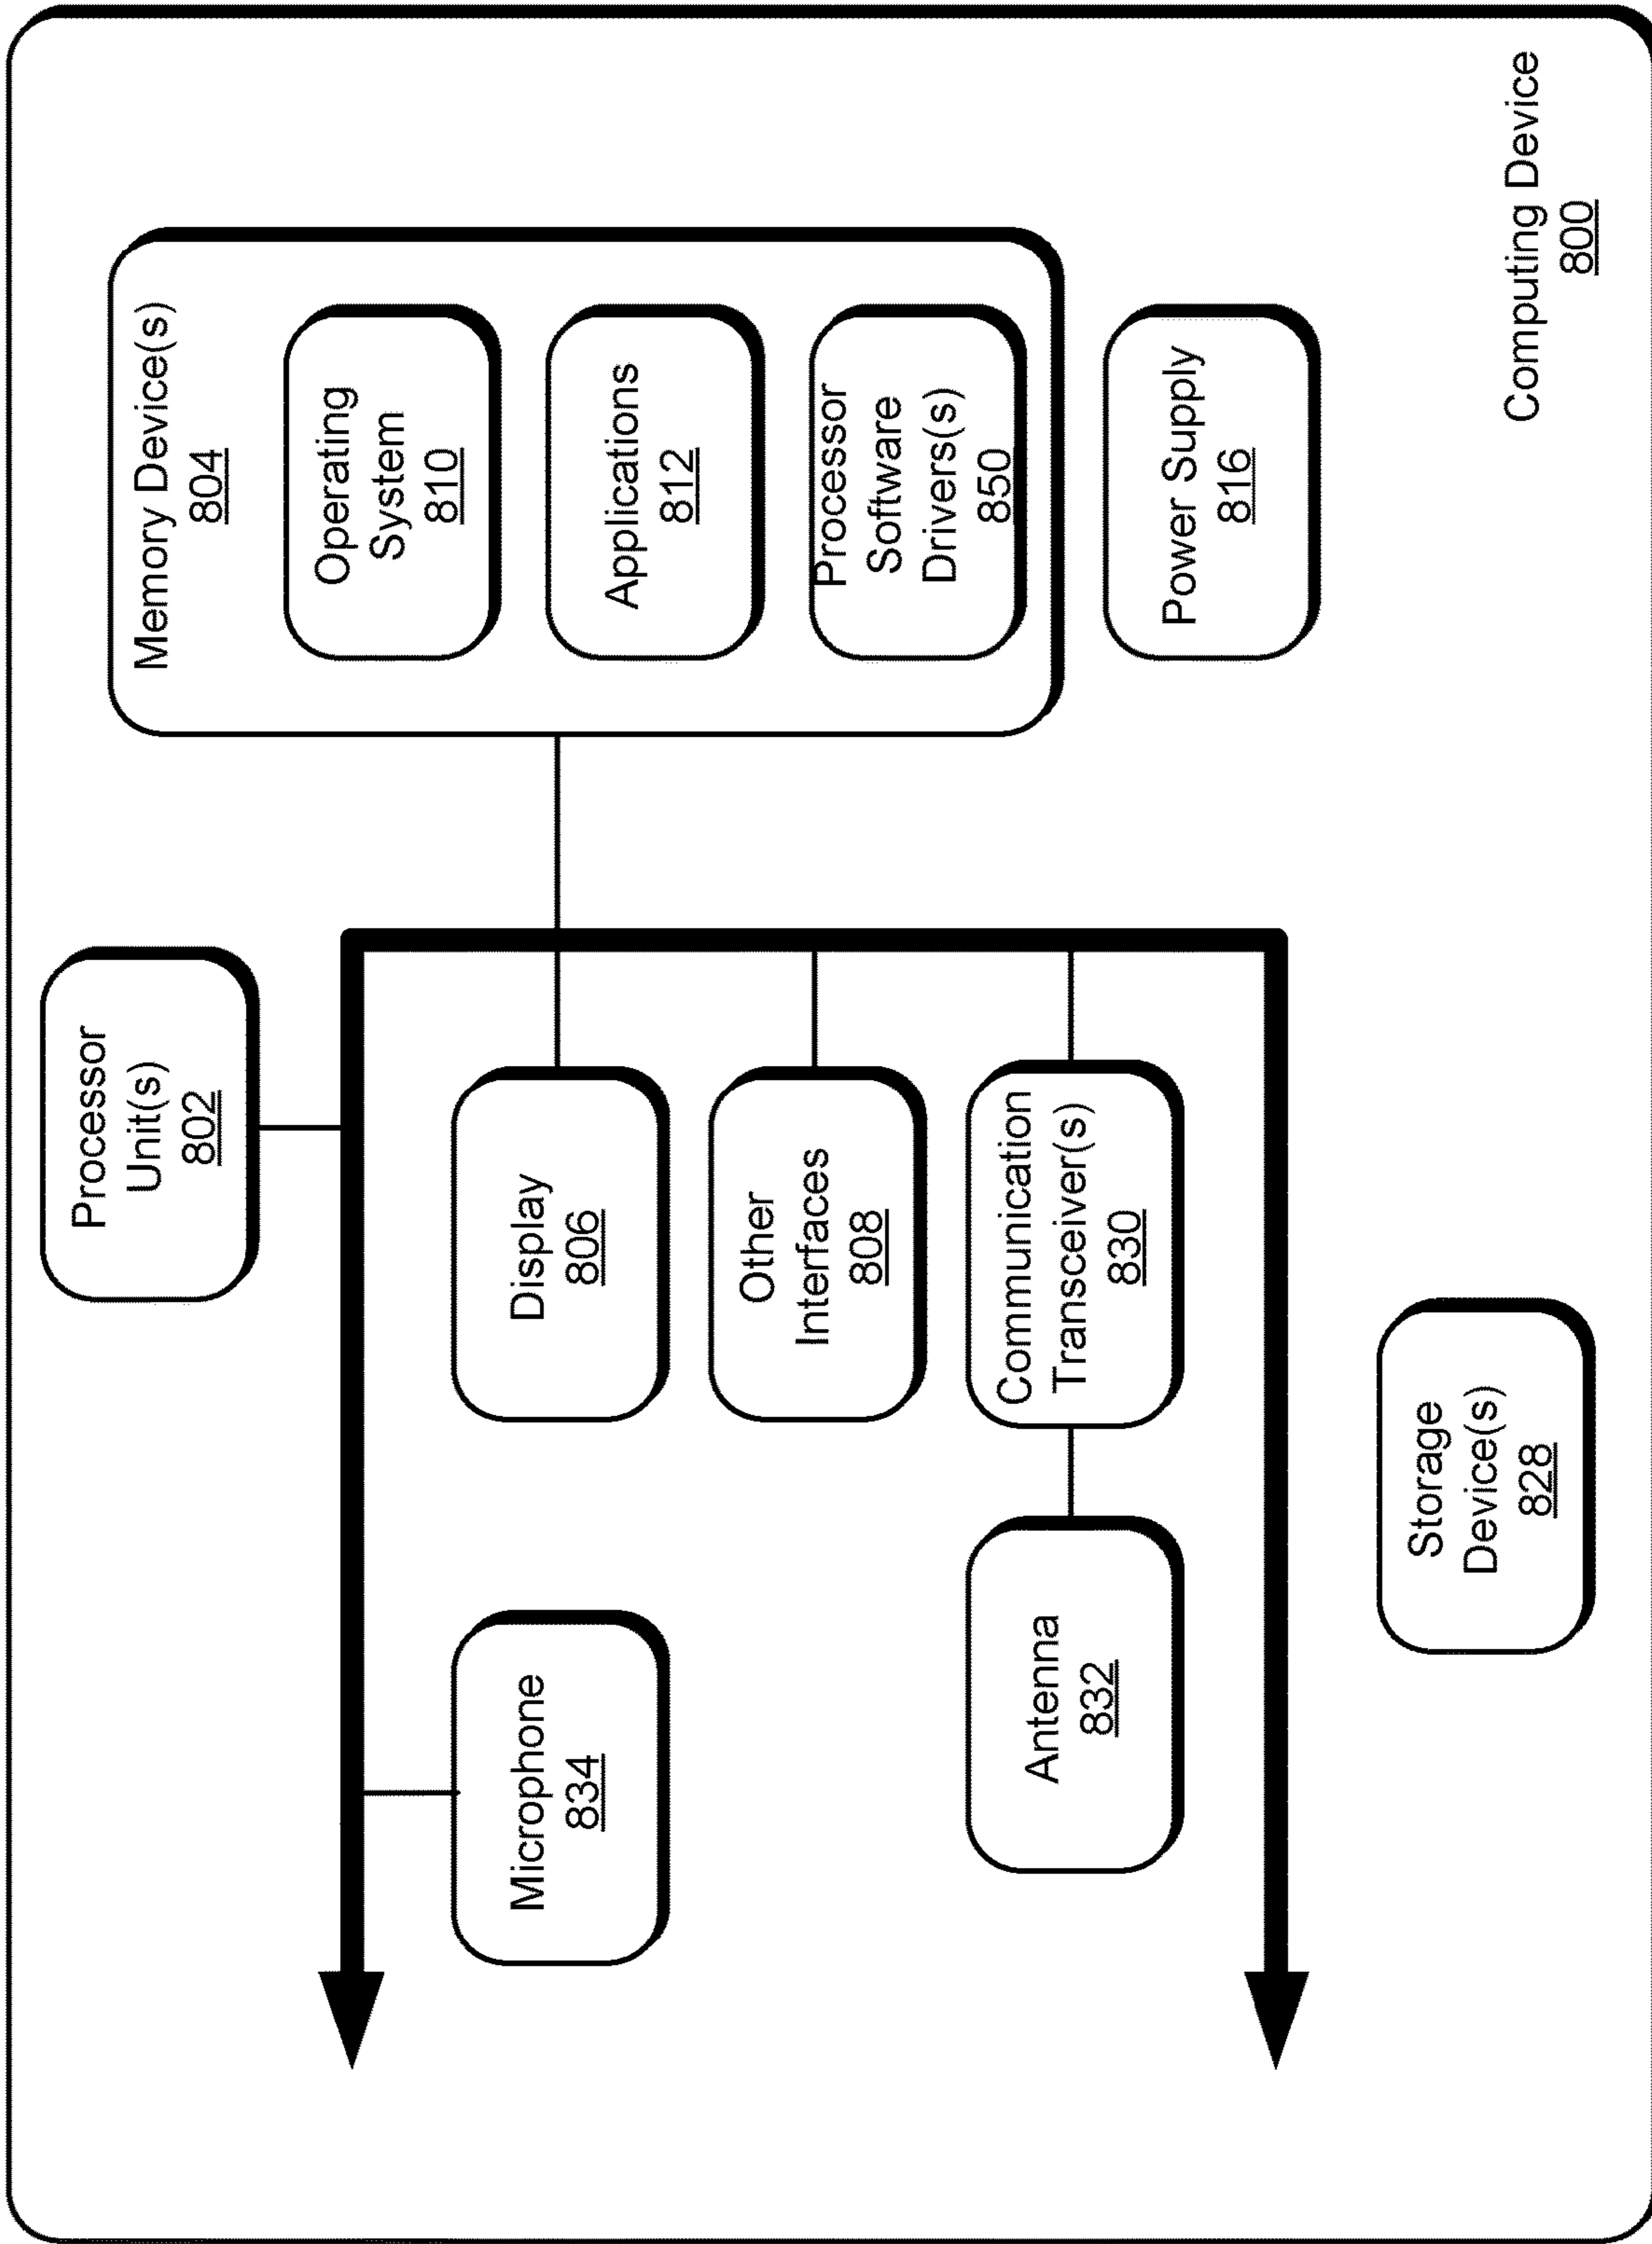 Processor
Unit(s)
802
Memory Device(s)
804
Operating
System
810
Microphone
834
Display
806
Applications
812
Other
Interfaces
808
Processor
Software
Drivers(s)
850
Antenna
832
Communication
Transceiver(s)
830
Power Supply
816
Storage
Device(s)
828
Computing Device
800